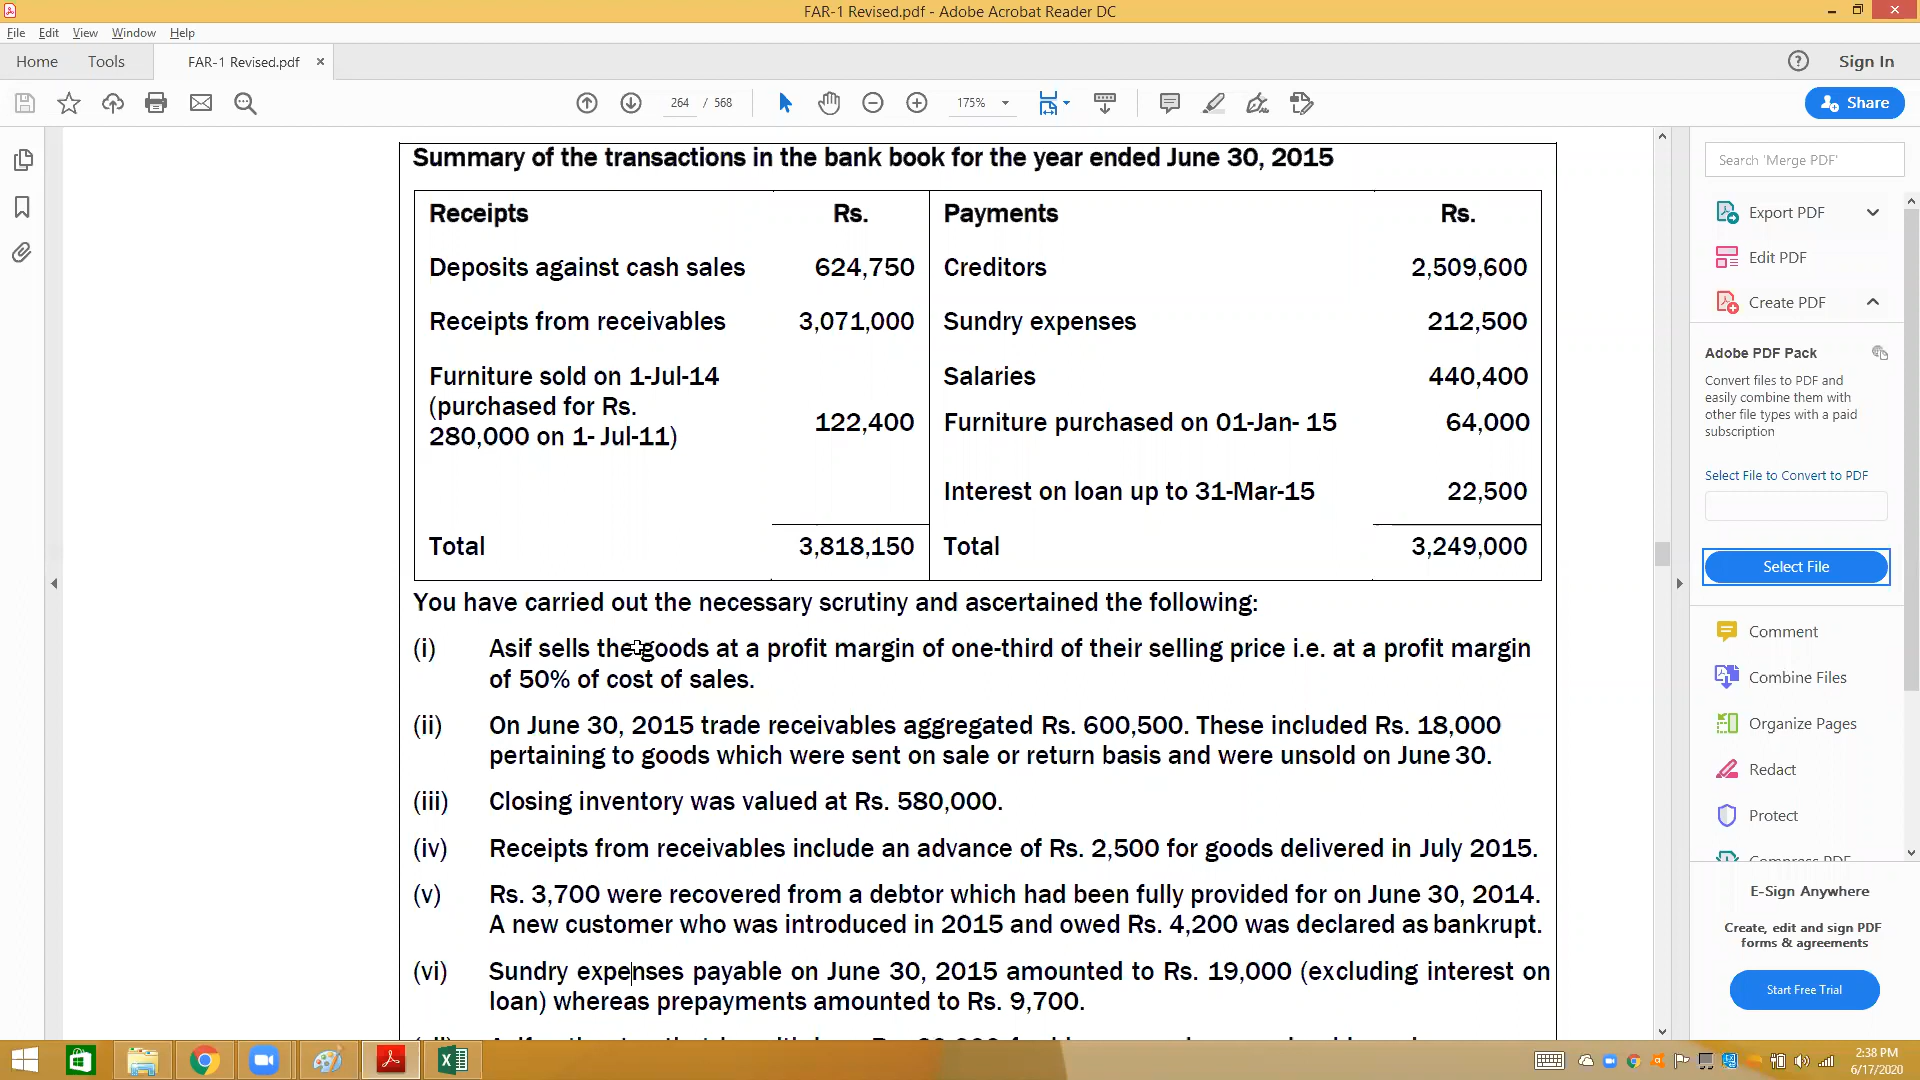 FAR-1 Revised.pdf - Adobe Acrobat Reader DC
File Edit View Window Help
Home Tools FAR-1 Revised.pdf × Sign In
264 / 568 175% Share
Summary of the transactions in the bank book for the year ended June 30, 2015
Receipts Rs. Payments Rs.
Deposits against cash sales 624,750 Creditors 2,509,600
Receipts from receivables 3,071,000 Sundry expenses 212,500
Furniture sold on 1-Jul-14 Salaries 440,400
(purchased for Rs.
280,000 on 1- Jul-11) 122,400 Furniture purchased on 01-Jan- 15 64,000
Interest on loan up to 31-Mar-15 22,500
Total 3,818,150 Total 3,249,000
You have carried out the necessary scrutiny and ascertained the following:
(i) Asif sells the goods at a profit margin of one-third of their selling price i.e. at a profit margin
of 50% of cost of sales.
(ii) On June 30, 2015 trade receivables aggregated Rs. 600,500. These included Rs. 18,000
pertaining to goods which were sent on sale or return basis and were unsold on June 30.
(iii) Closing inventory was valued at Rs. 580,000.
(iv) Receipts from receivables include an advance of Rs. 2,500 for goods delivered in July 2015.
(v) Rs. 3,700 were recovered from a debtor which had been fully provided for on June 30, 2014.
A new customer who was introduced in 2015 and owed Rs. 4,200 was declared as bankrupt.
(vi) Sundry expenses payable on June 30, 2015 amounted to Rs. 19,000 (excluding interest on
loan) whereas prepayments amounted to Rs. 9,700.
Search 'Merge PDF'
Export PDF
Edit PDF
Create PDF
Adobe PDF Pack
Convert files to PDF and
easily combine them with
other file types with a paid
subscription
Select File to Convert to PDF
Select File
Comment
Combine Files
Organize Pages
Redact
Protect
Compress PDF
E-Sign Anywhere
Create, edit and sign PDF
forms & agreements
Start Free Trial
2:38 PM
6/17/2020